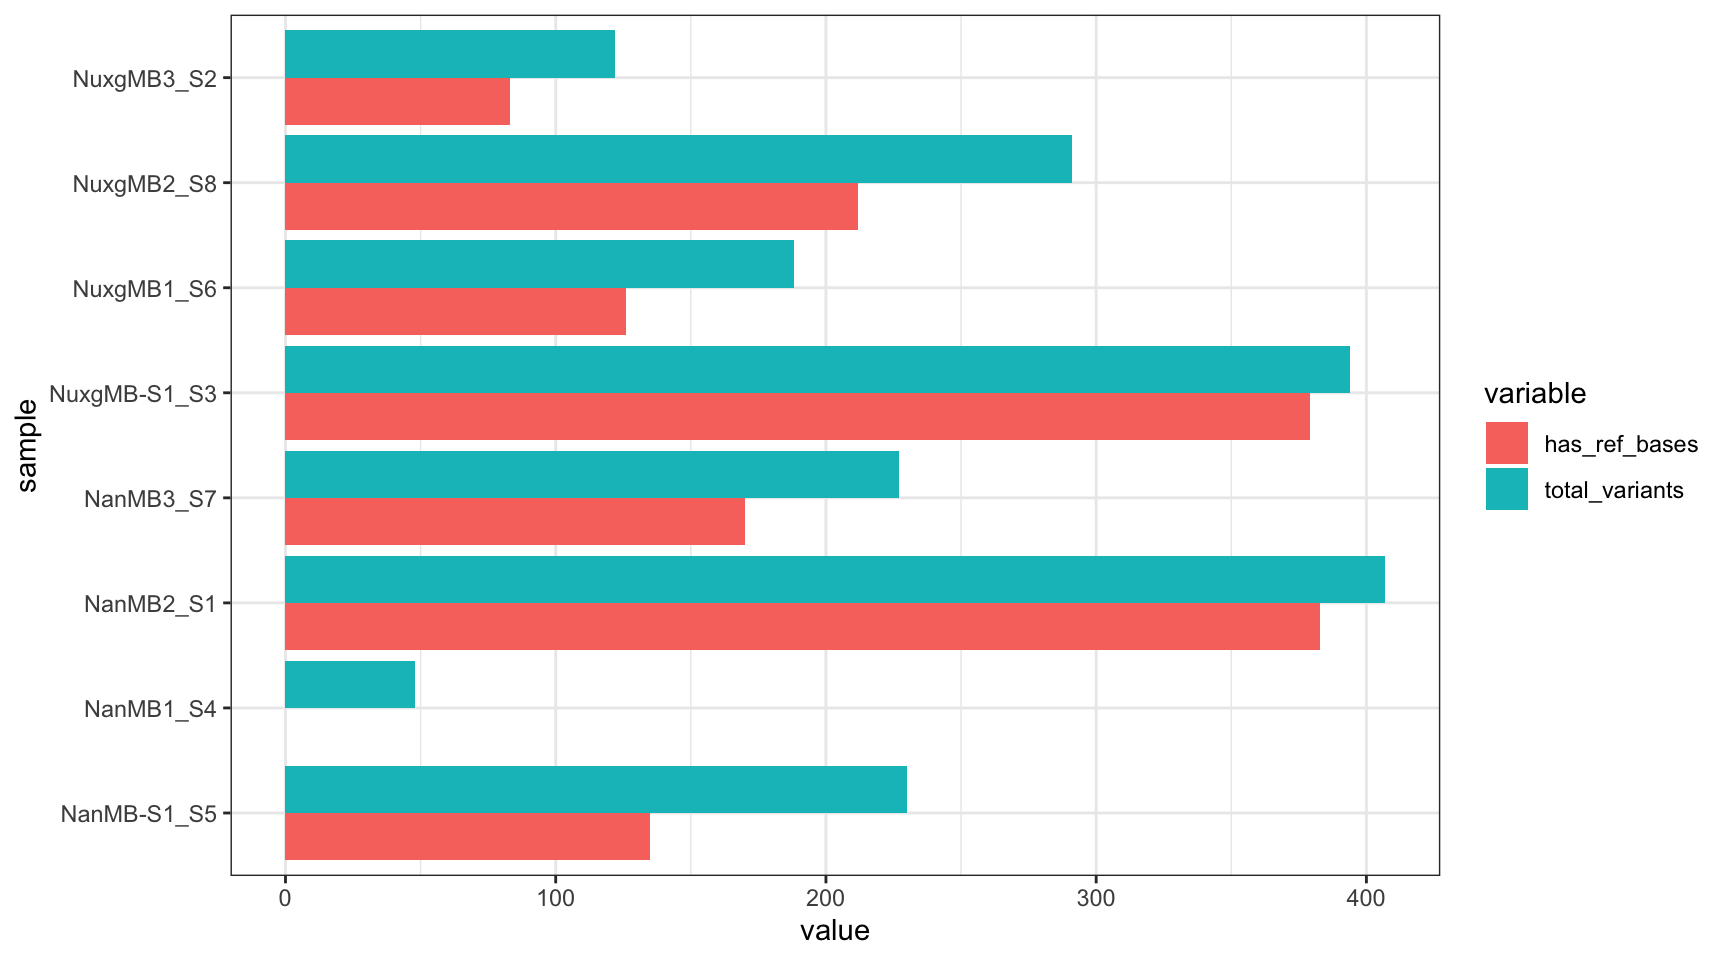 NuxgMB3_S2
NuxgMB2_S8
NuxgMB1_S6
NuxgMB-S1_S3
NanMB3_S7
NanMB2_S1
NanMB1_S4
NanMB-S1_S5
sample
0 100 200 300 400
value
variable
has_ref_bases
total_variants